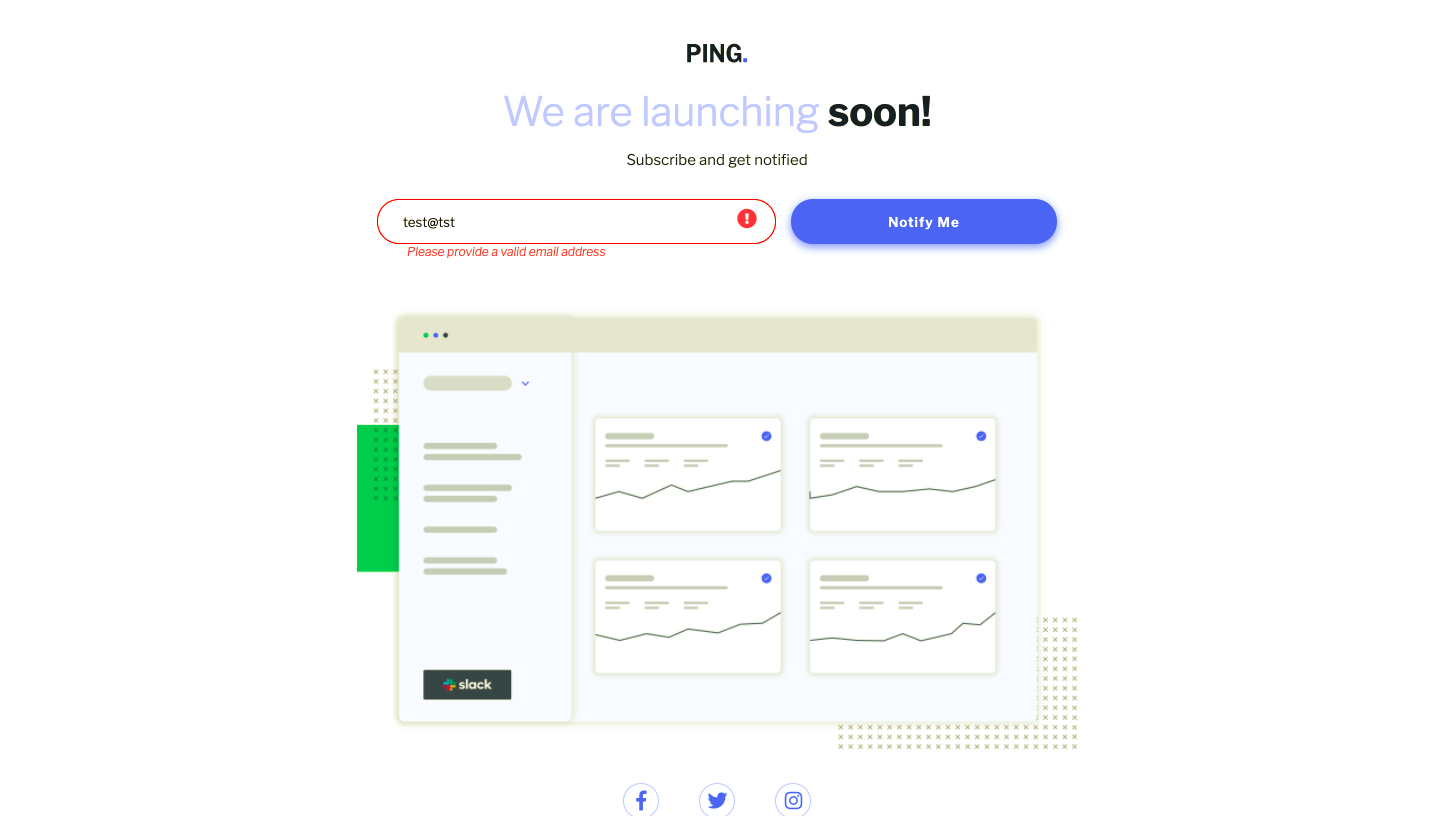 PING.
We are launching soon!
Subscribe and get notified
test@tst
Notify Me
Please provide a valid email address
slack